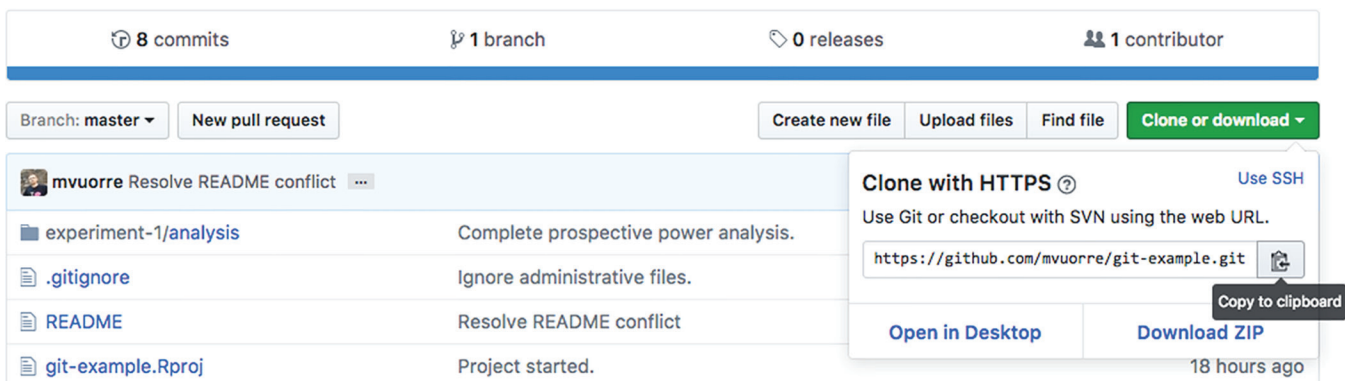 8 commits
1 branch
0 releases
1 contributor
Branch: master
New pull request
Create new file
Upload files
Find file
Clone or download
mvuorre Resolve README conflict ...
Clone with HTTPS ?
Use SSH
Use Git or checkout with SVN using the web URL.
https://github.com/mvuorre/git-example.git
Copy to clipboard
Open in Desktop
Download ZIP
experiment-1/analysis
Complete prospective power analysis.
.gitignore
Ignore administrative files.
README
Resolve README conflict
git-example.Rproj
Project started.
18 hours ago